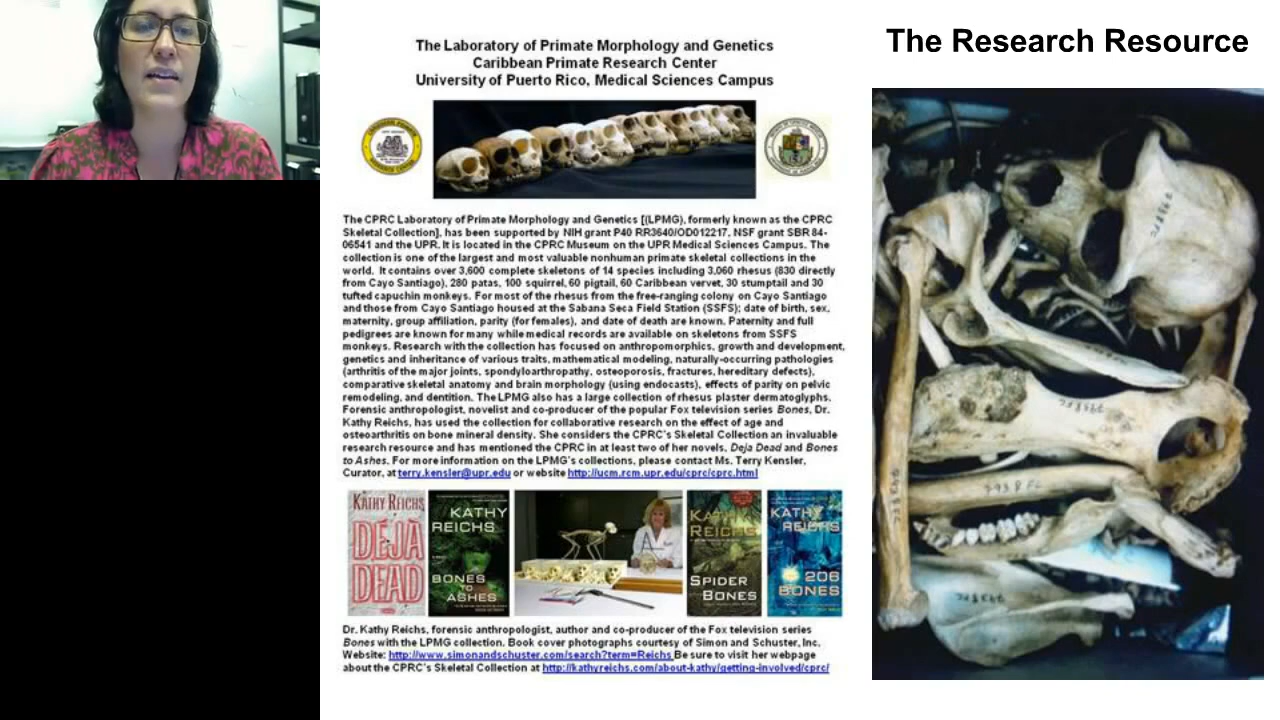 The Research Resource
The Laboratory of Primate Morphology and Genetics
Caribbean Primate Research Center
University of Puerto Rico, Medical Sciences Campus
The CPRC Laboratory of Primate Morphology and Genetics [(LPMG), formerly known as the CPRC
Skeletal Collection], has been supported by NIH grant P40 RR3640/OD012217, NSF grant SBR 84-
06541 and the UPR. It is located in the CPRC Museum on the UPR Medical Sciences Campus. The
collection is one of the largest and most valuable nonhuman primate skeletal collections in the
world. It contains over 3,600 complete skeletons of 14 species including 3,060 rhesus (830 directly
from Cayo Santiago), 280 patas, 100 squirrel, 60 pigtail, 60 Caribbean vervet, 30 stumptail and 30
tufted capuchin monkeys. For most of the rhesus from the free-ranging colony on Cayo Santiago
and those from Cayo Santiago housed at the Sabana Seca Field Station (SSFS); date of birth, sex,
maternity, group affiliation, parity (for females), and date of death are known. Paternity and full
pedigrees are known for many while medical records are available on skeletons from SSFS
monkeys. Research with the collection has focused on anthropomorphics, growth and development,
genetics and inheritance of various traits, mathematical modeling, naturally-occurring pathologies
(arthritis of the major joints, spondyloarthropathy, osteoporosis, fractures, hereditary defects),
comparative skeletal anatomy and brain morphology (using endocasts), effects of parity on pelvic
remodeling, and dentition. The LPMG also has a large collection of rhesus plaster dermatoglyphs.
Forensic anthropologist, novelist and co-producer of the popular Fox television series Bones, Dr.
Kathy Reichs, has used the collection for collaborative research on the effect of age and
osteoarthritis on bone mineral density. She considers the CPRC's Skeletal Collection an invaluable
research resource and has mentioned the CPRC in at least two of her novels, Deja Dead and Bones
to Ashes. For more information on the LPMG's collections, please contact Ms. Terry Kensler,
Curator, at terry.kensler@upr.edu or website http://ucm.rcm.upr.edu/cprc/cprc.html
KATHY REICHS
DEJA
DEAD
KATHY
REICHS
BONES
TO
ASHES
KATHY
REICHS
SPIDER
BONES
KATHY
REICHS
206
BONES
Dr. Kathy Reichs, forensic anthropologist, author and co-producer of the Fox television series
Bones with the LPMG collection. Book cover photographs courtesy of Simon and Schuster, Inc.
Website: http://www.simonandschuster.com/search?term=Reichs Be sure to visit her webpage
about the CPRC's Skeletal Collection at http://kathyreichs.com/about-kathy/getting-involved/cprc/